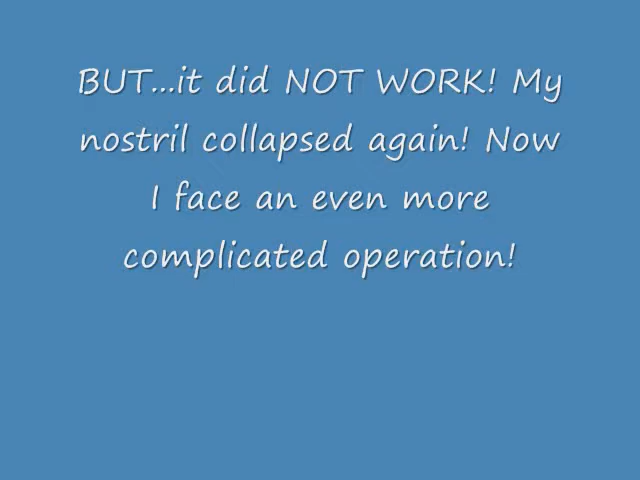 BUT...it did NOT WORK! My
nostril collapsed again! Now
I face an even more
complicated operation!